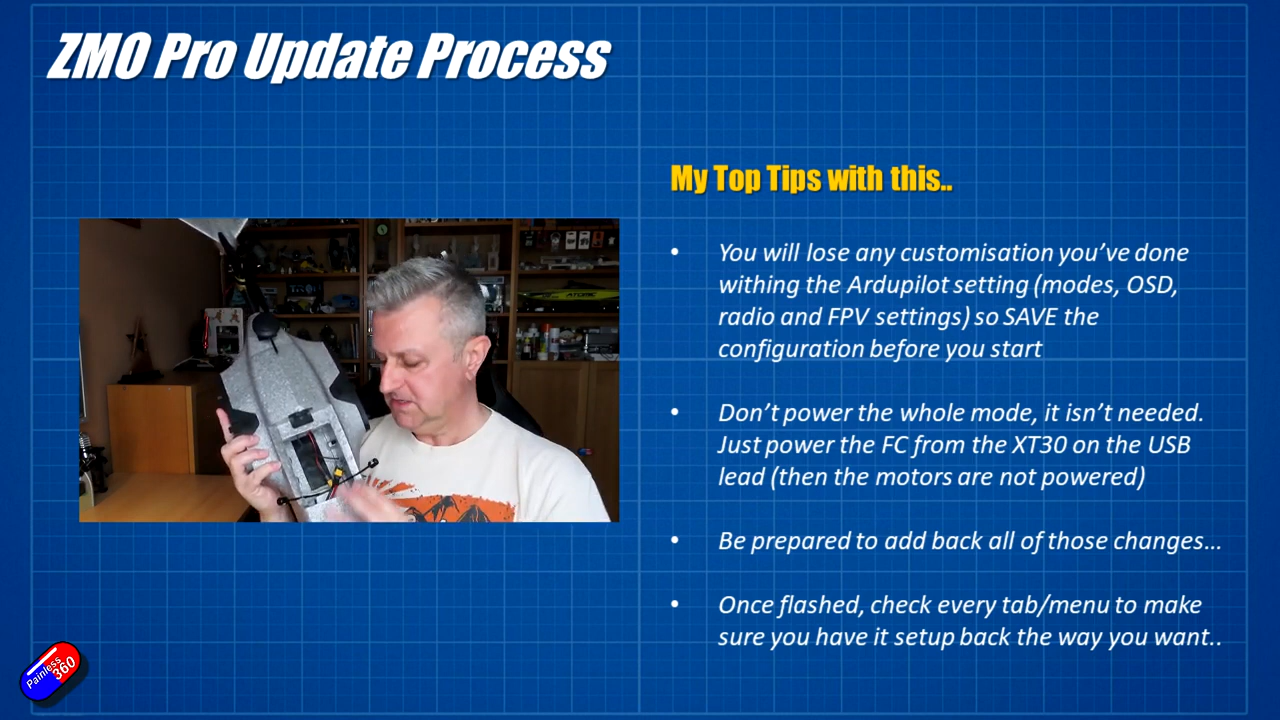 ZMO Pro Update Process
My Top Tips with this..
• You will lose any customisation you've done
withing the Ardupilot setting (modes, OSD,
radio and FPV settings) so SAVE the
configuration before you start
• Don't power the whole mode, it isn't needed.
Just power the FC from the XT30 on the USB
lead (then the motors are not powered)
• Be prepared to add back all of those changes...
• Once flashed, check every tab/menu to make
sure you have it setup back the way you want..
Painless
360